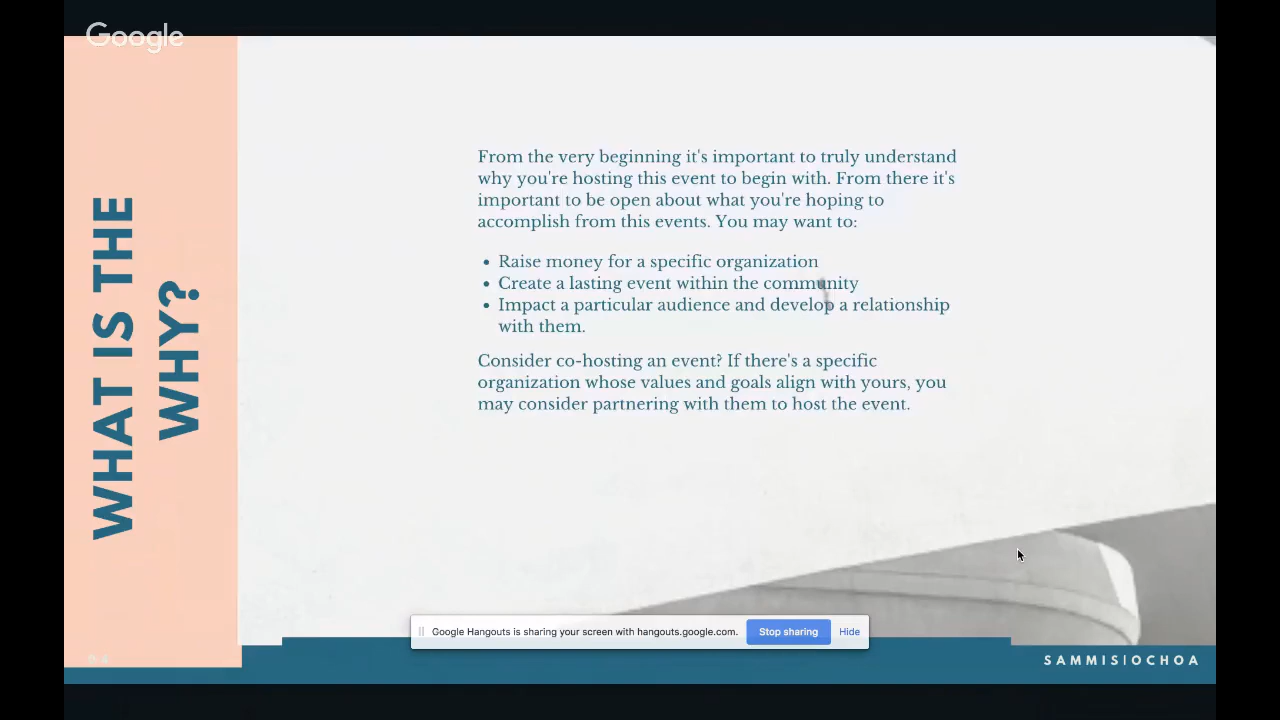 Google
WHAT IS THE
WHY?
From the very beginning it's important to truly understand
why you're hosting this event to begin with. From there it's
important to be open about what you're hoping to
accomplish from this events. You may want to:
• Raise money for a specific organization
• Create a lasting event within the community
• Impact a particular audience and develop a relationship
with them.
Consider co-hosting an event? If there's a specific
organization whose values and goals align with yours, you
may consider partnering with them to host the event.
Google Hangouts is sharing your screen with hangouts.google.com.
Stop sharing
Hide
SAMMIS|OCHOA